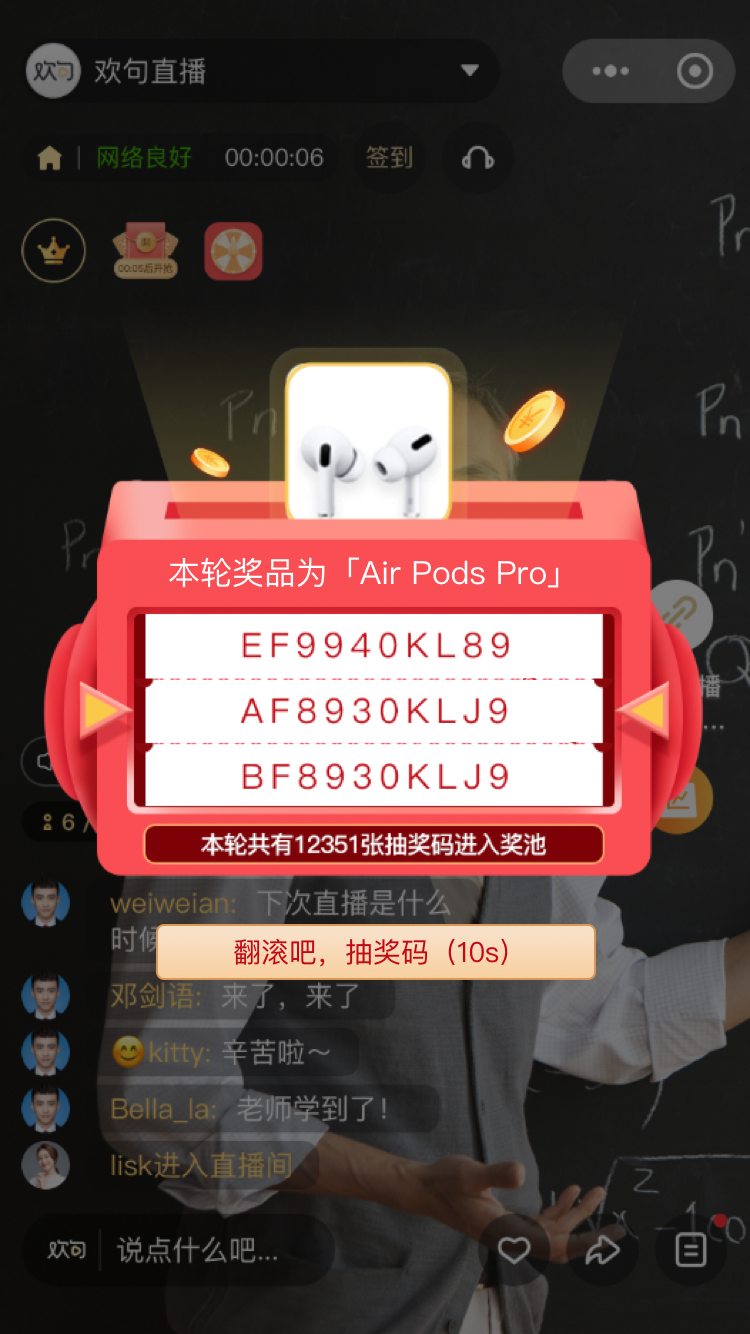 欢句 欢句直播
网络良好 00:00:06 签到
00:05后开抢
本轮奖品为「Air Pods Pro」
EF9940KL89
AF8930KLJ9
BF8930KLJ9
播
6 /
本轮共有12351张抽奖码进入奖池
weiweian: 下次直播是什么
时候
翻滚吧，抽奖码（10s）
邓剑语: 来了，来了
😊kitty: 辛苦啦～
Bella_la: 老师学到了！
lisk进入直播间
欢句 说点什么吧...